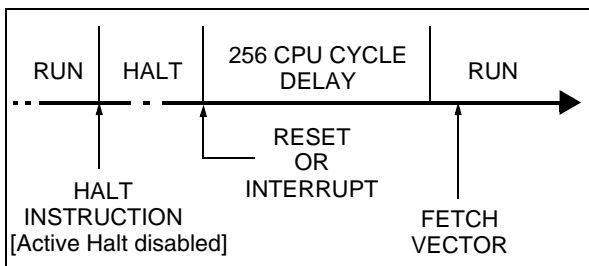 RUN HALT 256 CPU CYCLE DELAY RUN
RESET
OR
INTERRUPT
HALT
INSTRUCTION
[Active Halt disabled]
FETCH
VECTOR